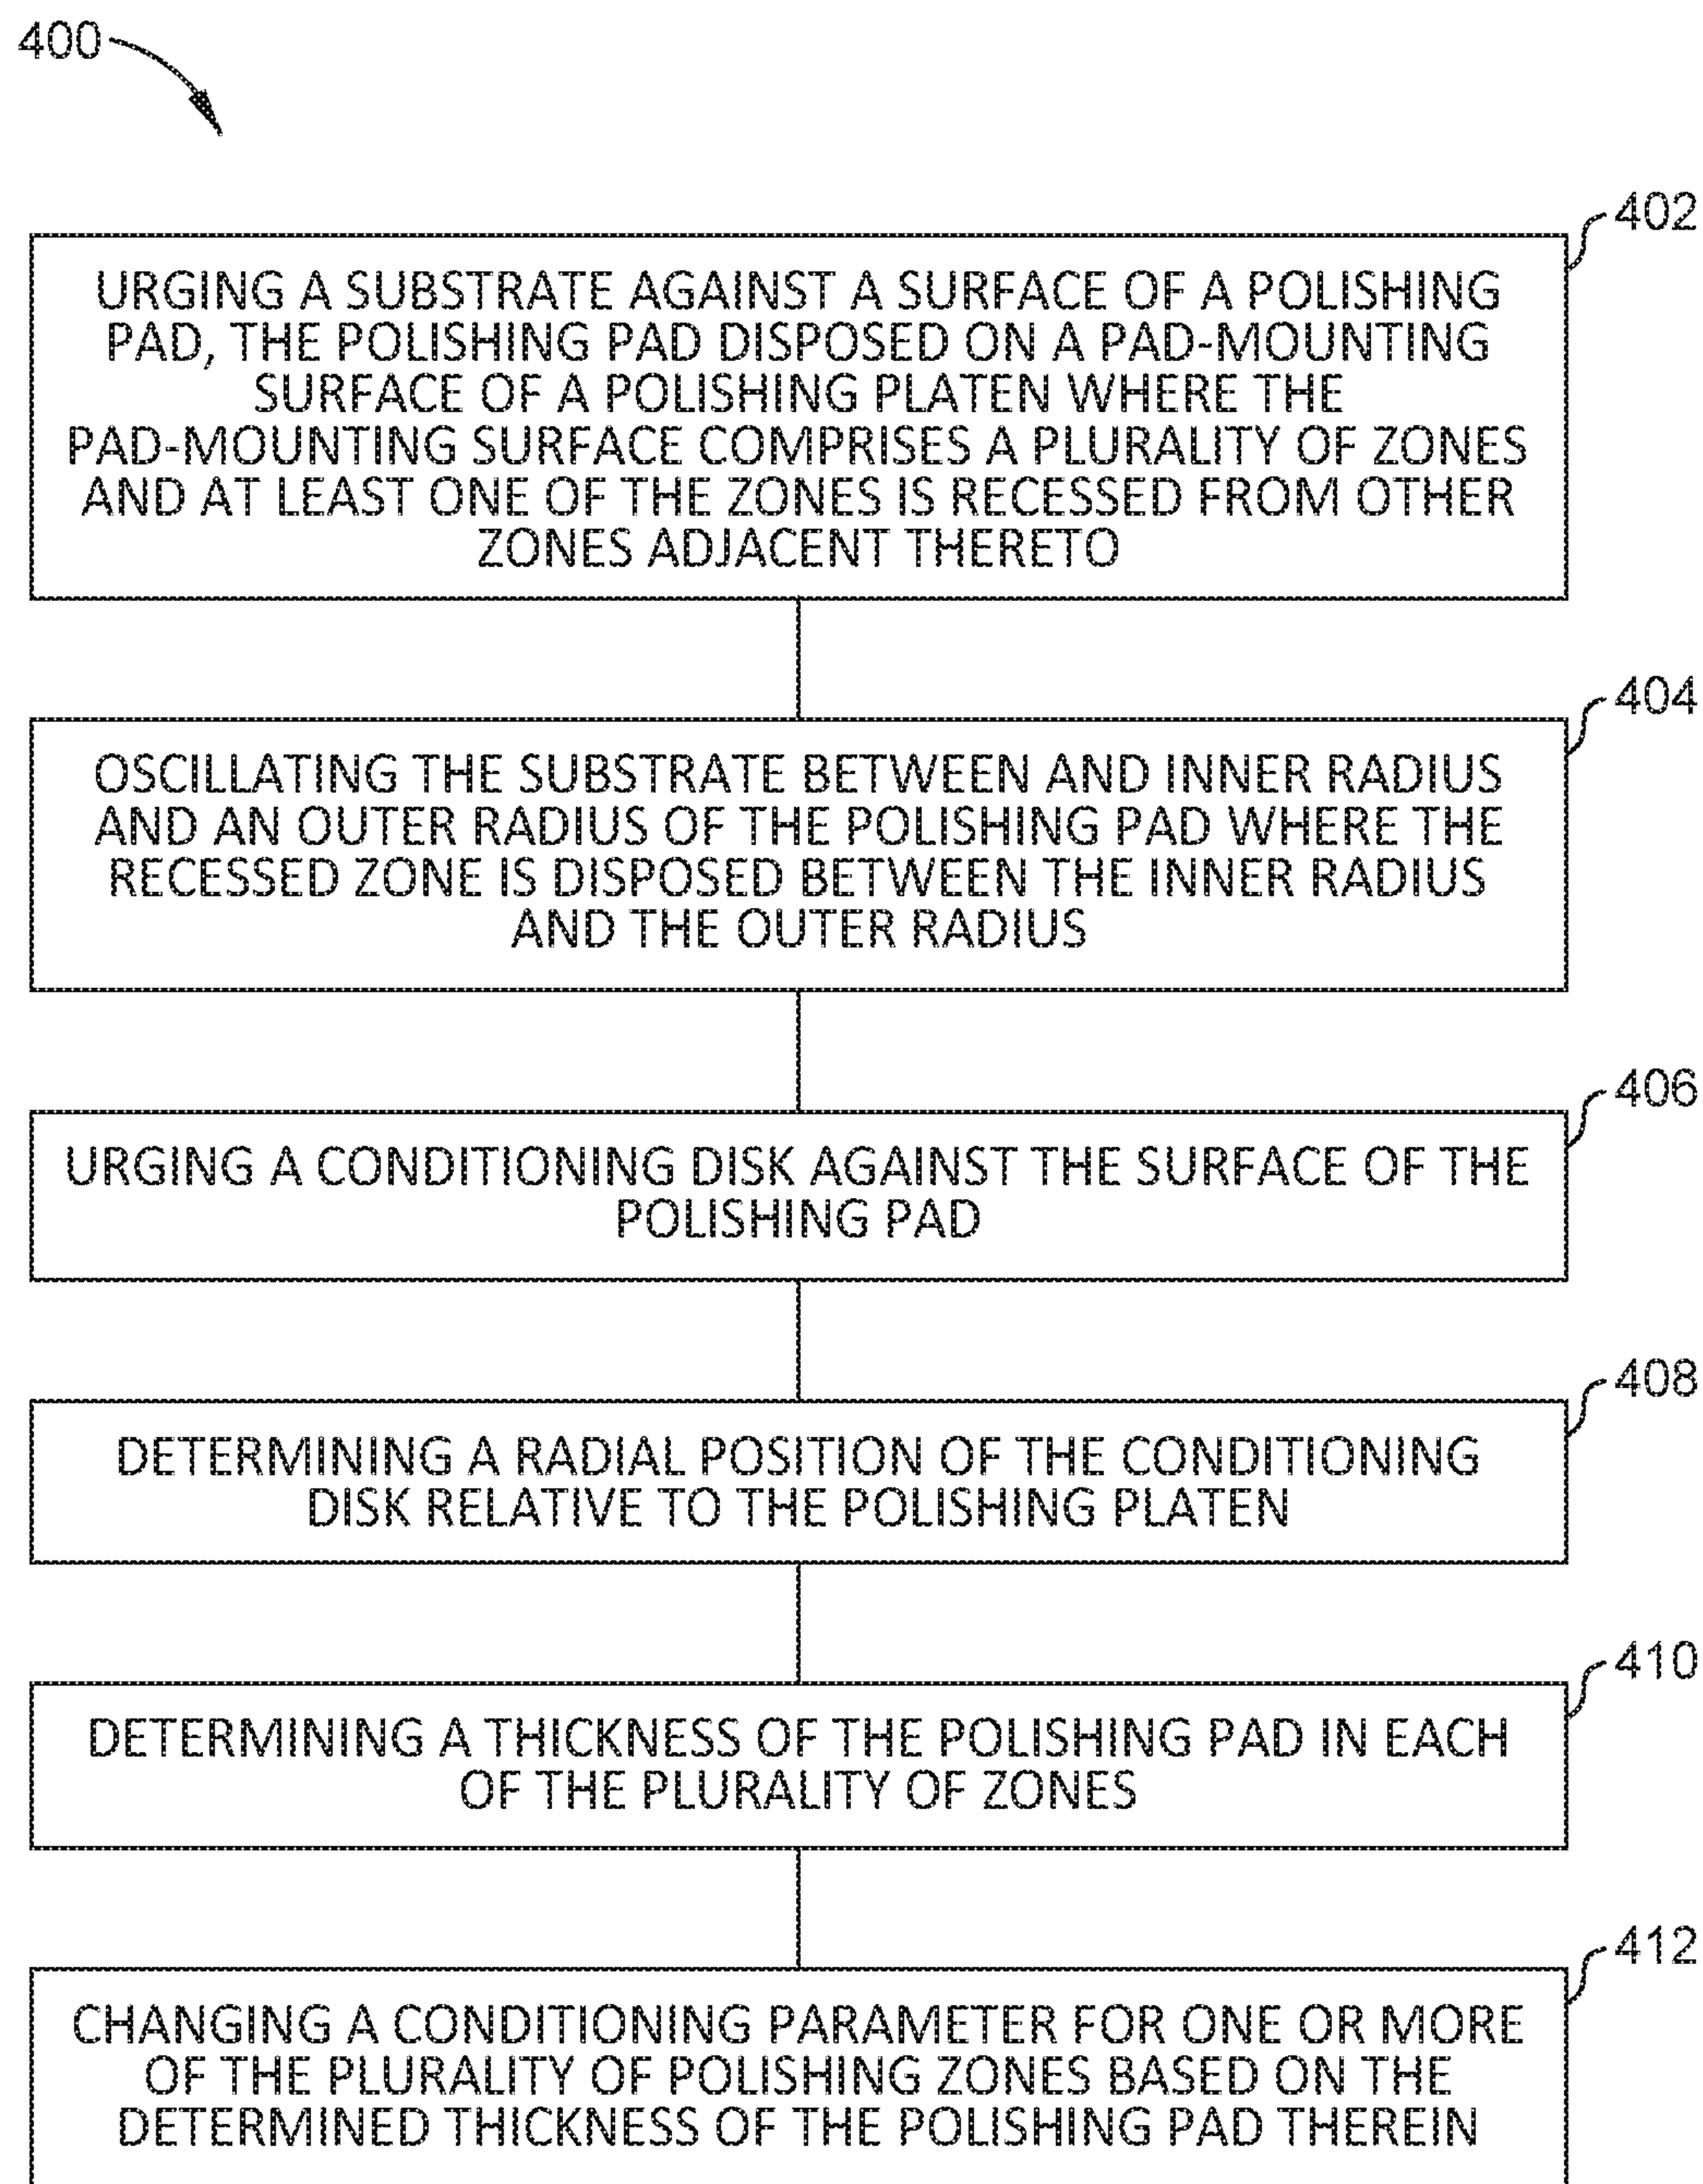 400
402
URGING A SUBSTRATE AGAINST A SURFACE OF A POLISHING
PAD, THE POLISHING PAD DISPOSED ON A PAD-MOUNTING
SURFACE OF A POLISHING PLATEN WHERE THE
PAD-MOUNTING SURFACE COMPRISES A PLURALITY OF ZONES
AND AT LEAST ONE OF THE ZONES IS RECESSED FROM OTHER
ZONES ADJACENT THERETO
404
OSCILLATING THE SUBSTRATE BETWEEN AND INNER RADIUS
AND AN OUTER RADIUS OF THE POLISHING PAD WHERE THE
RECESSED ZONE IS DISPOSED BETWEEN THE INNER RADIUS
AND THE OUTER RADIUS
406
URGING A CONDITIONING DISK AGAINST THE SURFACE OF THE
POLISHING PAD
408
DETERMINING A RADIAL POSITION OF THE CONDITIONING
DISK RELATIVE TO THE POLISHING PLATEN
410
DETERMINING A THICKNESS OF THE POLISHING PAD IN EACH
OF THE PLURALITY OF ZONES
412
CHANGING A CONDITIONING PARAMETER FOR ONE OR MORE
OF THE PLURALITY OF POLISHING ZONES BASED ON THE
DETERMINED THICKNESS OF THE POLISHING PAD THEREIN